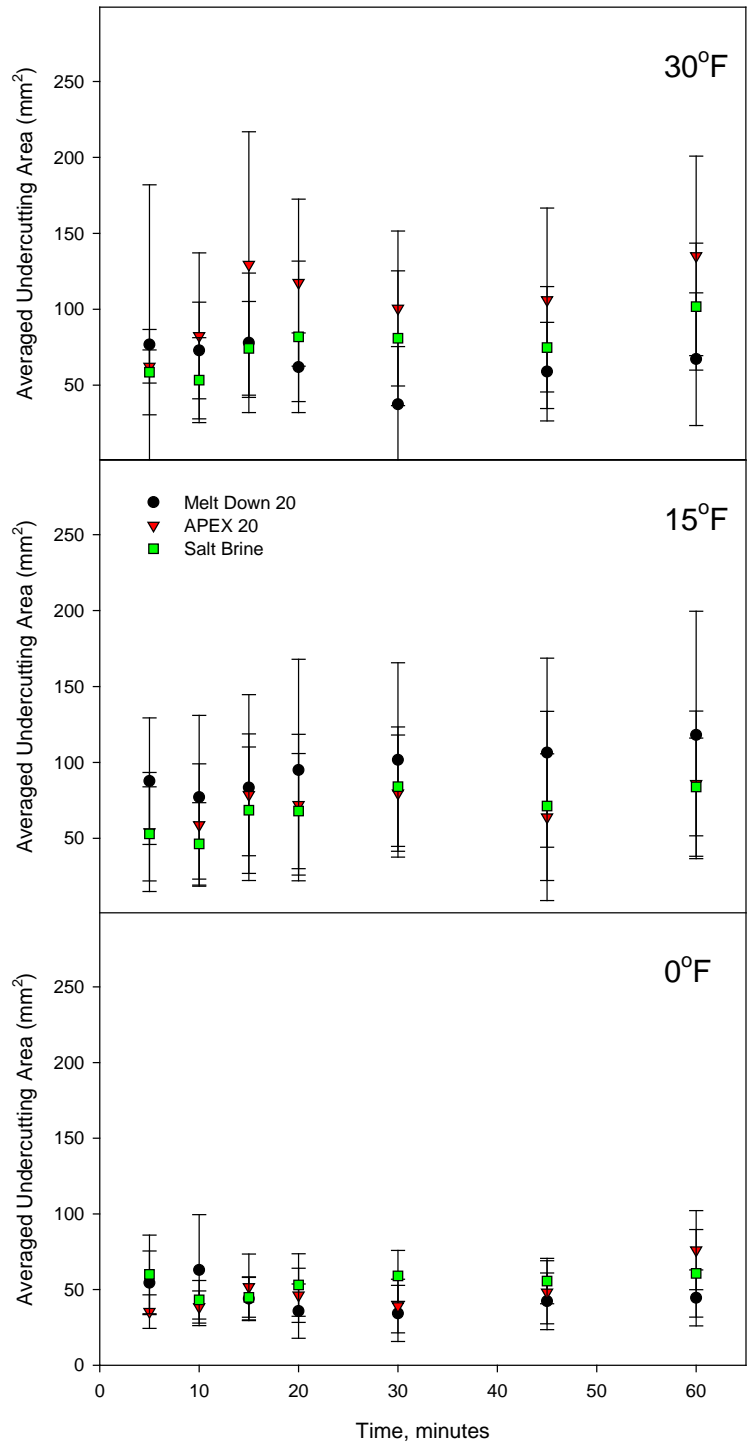 30°F
Averaged Undercutting Area (mm²)
250
200
150
100
50
15°F
Melt Down 20
APEX 20
Salt Brine
Averaged Undercutting Area (mm²)
250
200
150
100
50
0°F
Averaged Undercutting Area (mm²)
250
200
150
100
50
0
0 10 20 30 40 50 60
Time, minutes